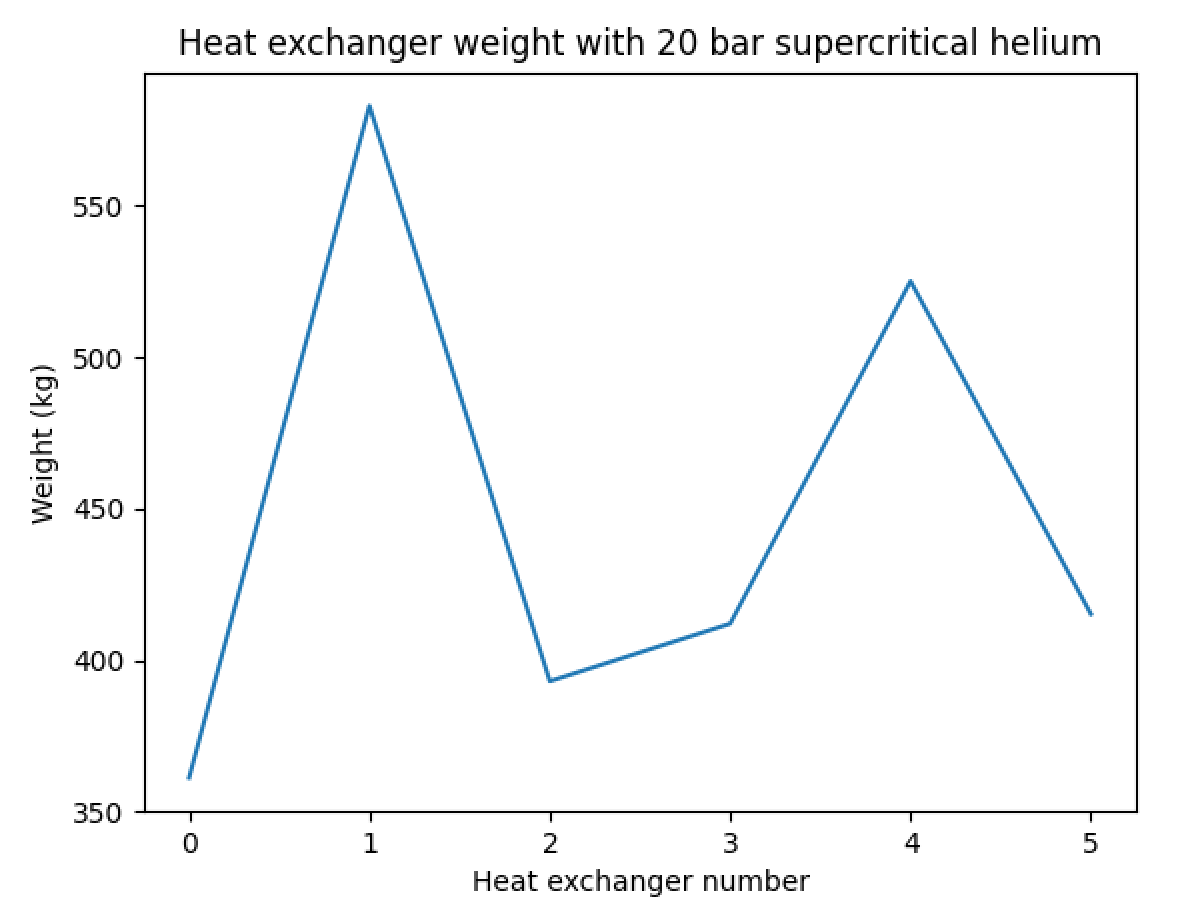 Heat exchanger weight with 20 bar supercritical helium
Weight (kg)
550
500
450
400
350
0 1 2 3 4 5
Heat exchanger number